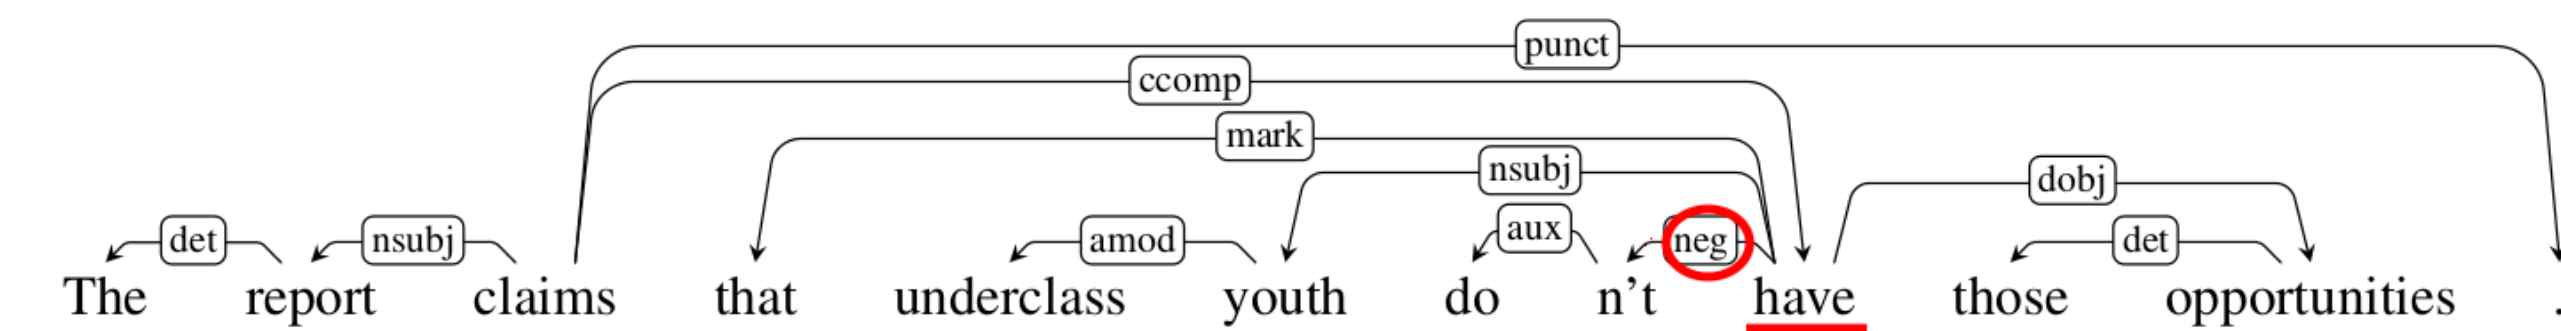 punct
ccomp
mark
nsubj
dobj
aux
det nsubj amod neg det
The report claims that underclass youth do n't have those opportunities .